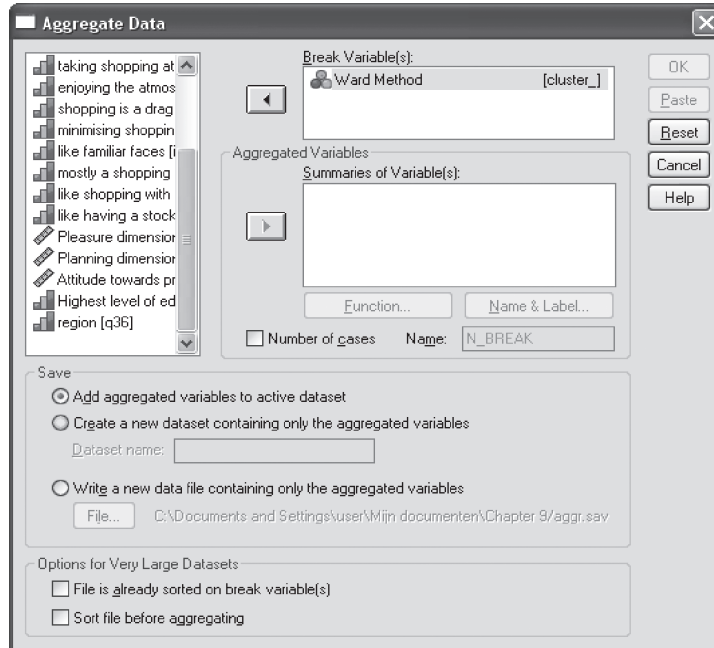 Aggregate Data
taking shopping at
enjoying the atmos
shopping is a drag
minimising shoppin
like familiar faces [i
mostly a shopping
like shopping with
like having a stock
Pleasure dimension
Planning dimension
Attitude towards pr
Highest level of ed
region [q36]
Break Variable(s):
Ward Method [cluster_]
Aggregated Variables
Summaries of Variable(s):
Function...
Name & Label...
Number of cases
Name: N_BREAK
OK
Paste
Reset
Cancel
Help
Save
Add aggregated variables to active dataset
Create a new dataset containing only the aggregated variables
Dataset name:
Write a new data file containing only the aggregated variables
File... C:\Documents and Settings\user\Mijn documenten\Chapter 9/aggr.sav
Options for Very Large Datasets
File is already sorted on break variable(s)
Sort file before aggregating